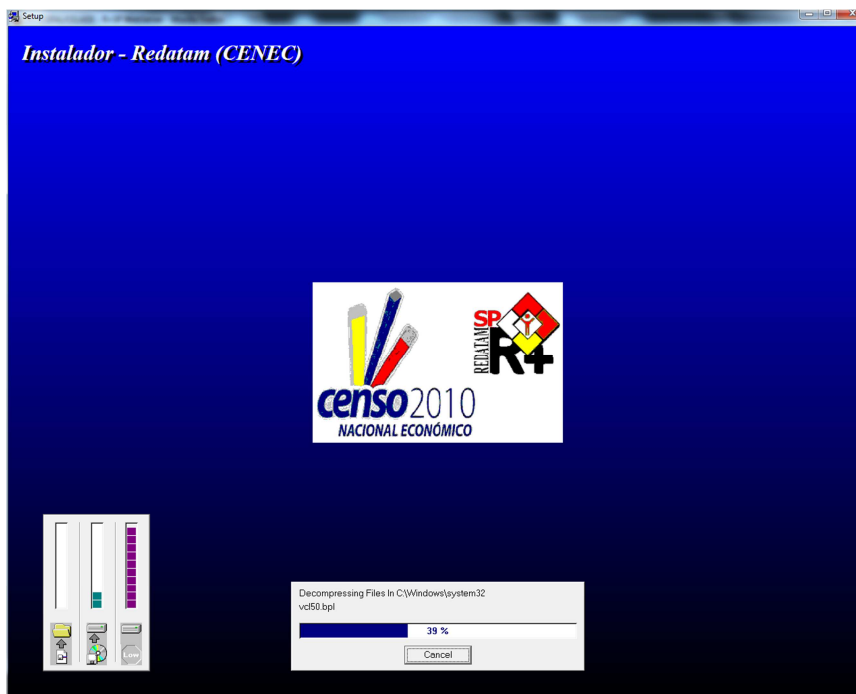 Setup
Instalador - Redatam (CENEC)
censo2010
NACIONAL ECONÓMICO
REDATAM
SP
R+
Low
Decompressing Files In C:\Windows\system32
vcl50.bpl
39 %
Cancel